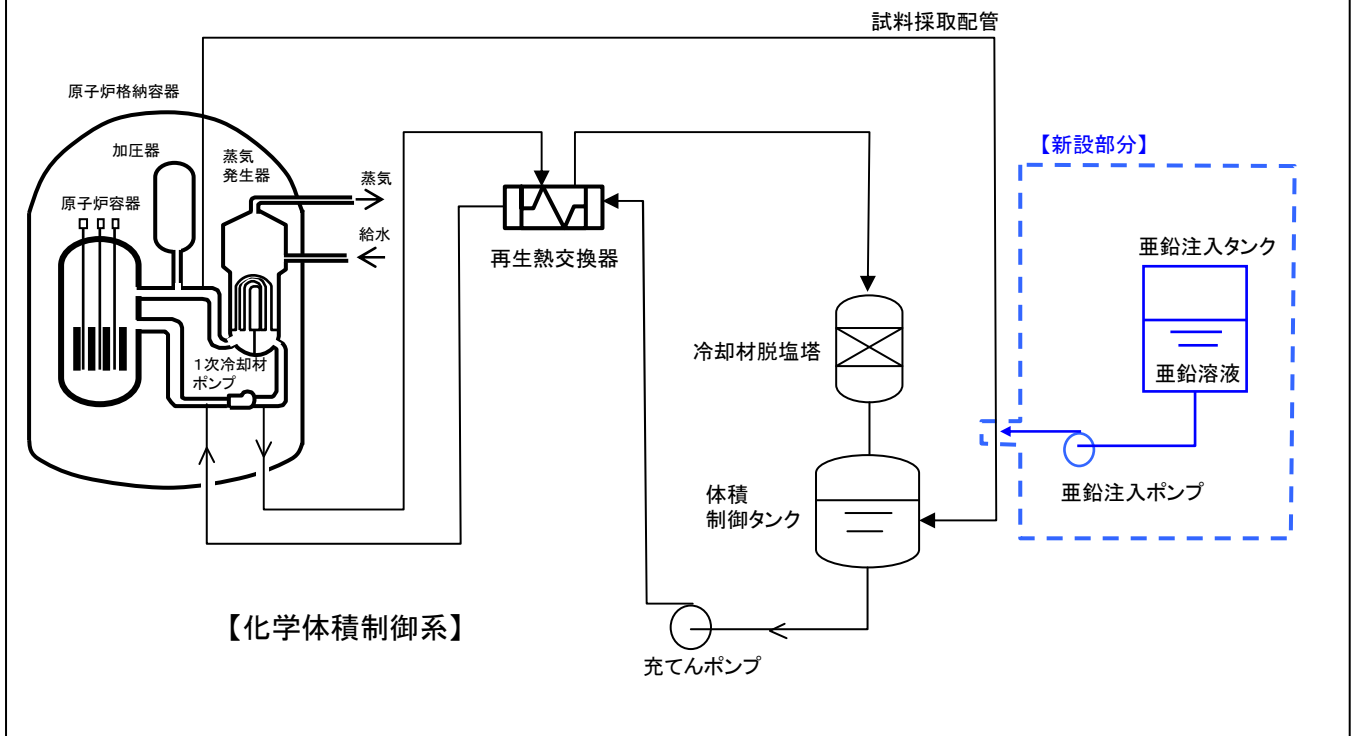 試料採取配管
原子炉格納容器
【新設部分】
加圧器
蒸気
発生器
蒸気
原子炉容器
給水
亜鉛注入タンク
再生熱交換器
冷却材脱塩塔
1次冷却材
ポンプ
亜鉛溶液
体積
制御タンク
亜鉛注入ポンプ
【化学体積制御系】
充てんポンプ